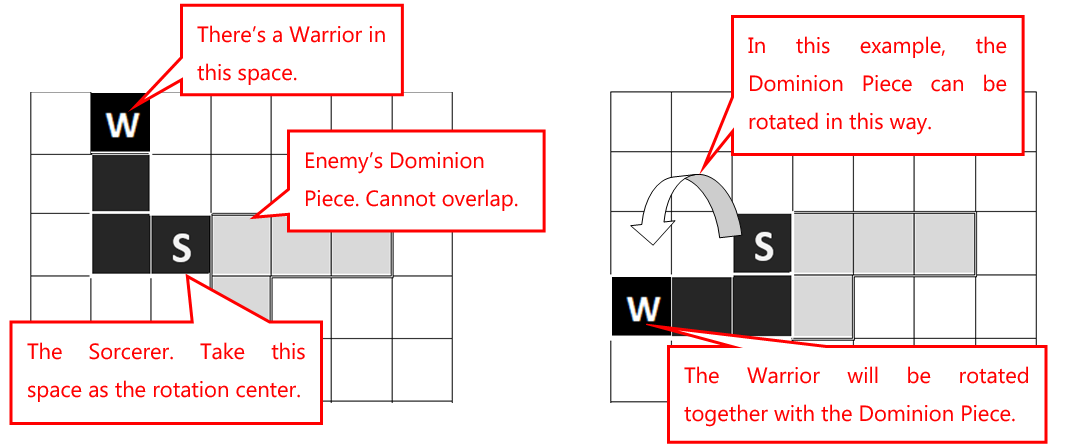 There's a Warrior in
this space.
W
Enemy's Dominion
Piece. Cannot overlap.
S
The Sorcerer. Take this
space as the rotation center.
In this example, the
Dominion Piece can be
rotated in this way.
S
W
The Warrior will be rotated
together with the Dominion Piece.